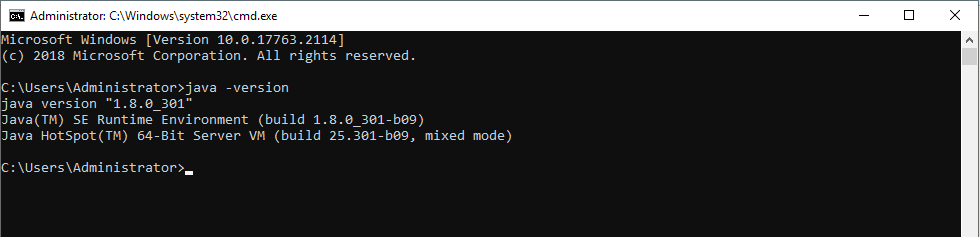 Administrator: C:\Windows\system32\cmd.exe
Microsoft Windows [Version 10.0.17763.2114]
(c) 2018 Microsoft Corporation. All rights reserved.
C:\Users\Administrator>java -version
java version "1.8.0_301"
Java(TM) SE Runtime Environment (build 1.8.0_301-b09)
Java HotSpot(TM) 64-Bit Server VM (build 25.301-b09, mixed mode)
C:\Users\Administrator>